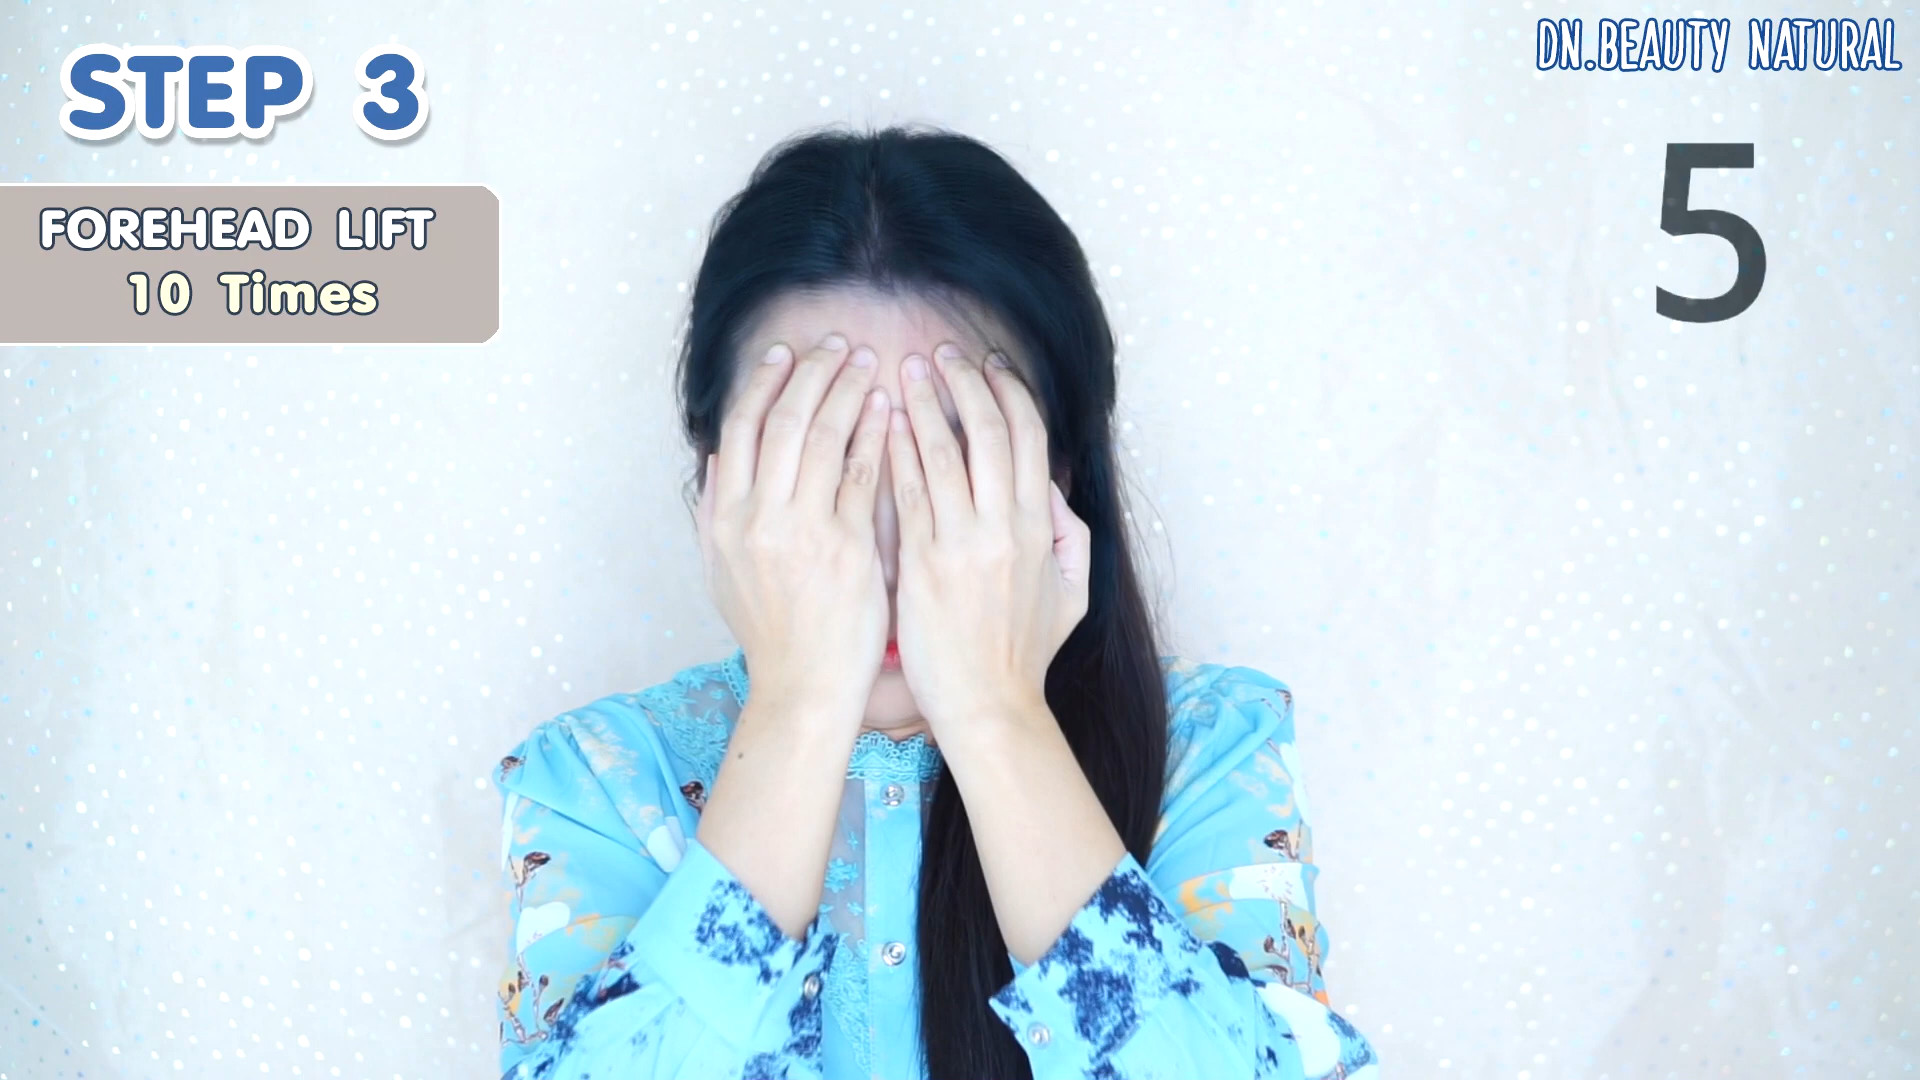 STEP 3
FOREHEAD LIFT
10 Times
DN.BEAUTY NATURAL
5